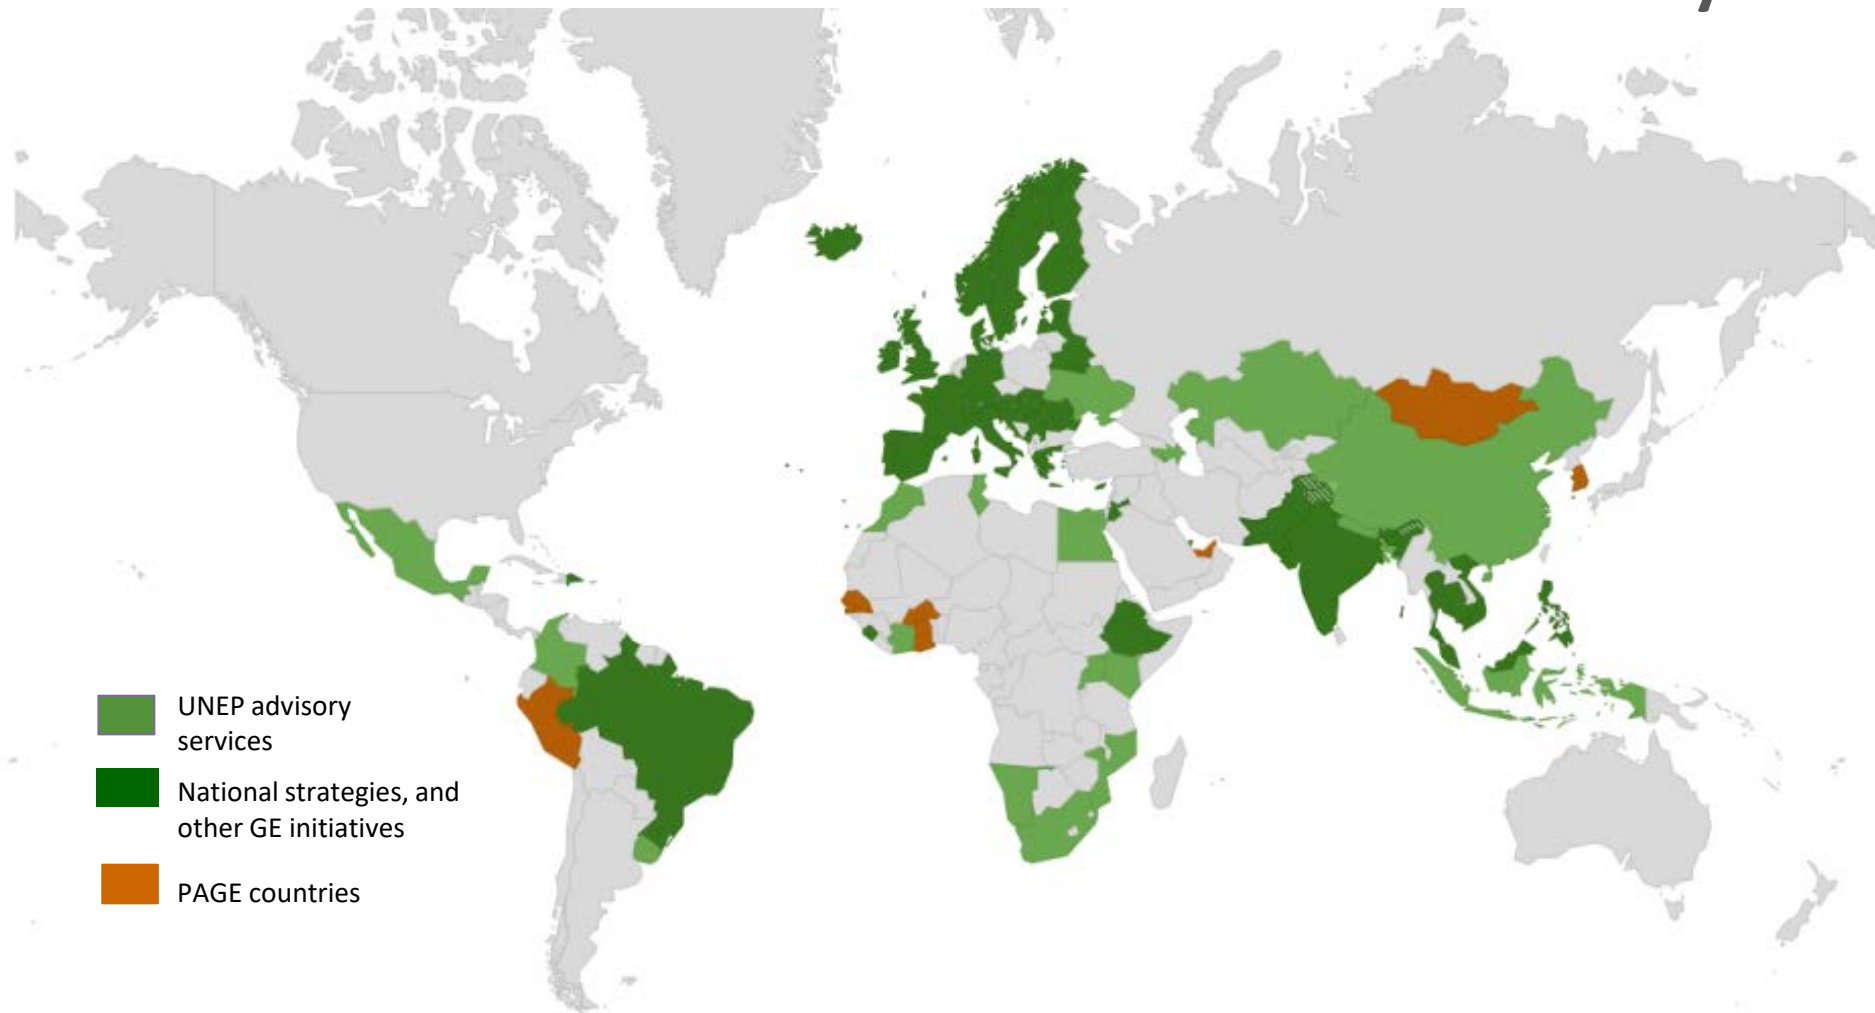 UNEP advisory
services
National strategies, and
other GE initiatives
PAGE countries